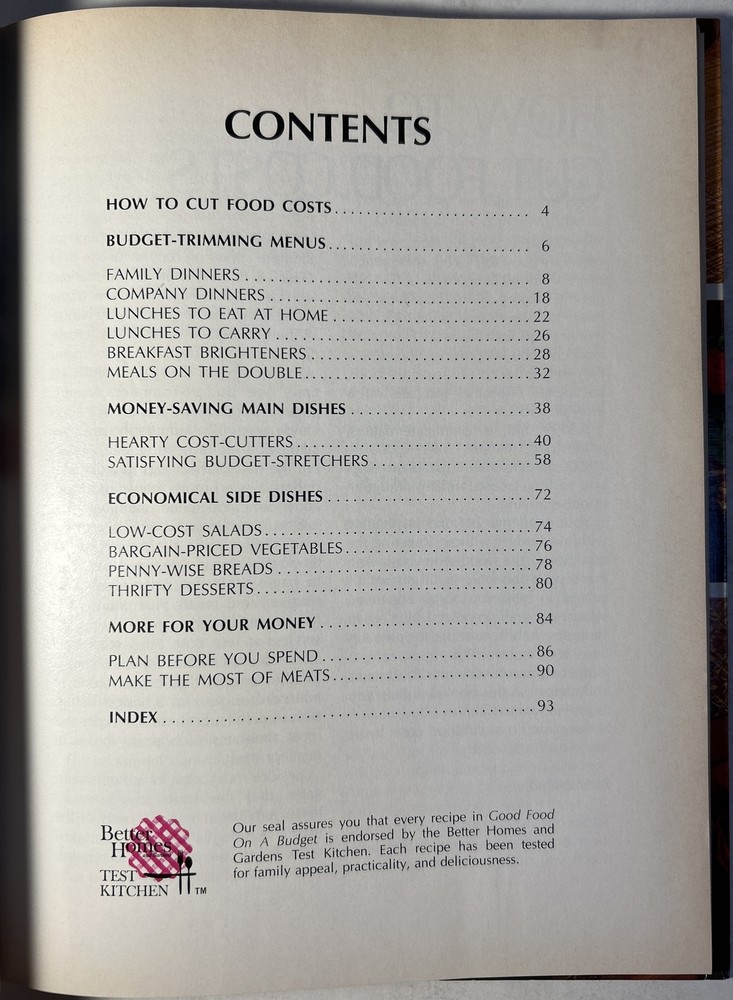 CONTENTS
HOW TO CUT FOOD COSTS........................ 4
BUDGET-TRIMMING MENUS........................ 6
FAMILY DINNERS................................ 8
COMPANY DINNERS.............................. 18
LUNCHES TO EAT AT HOME....................... 22
LUNCHES TO CARRY............................. 26
BREAKFAST BRIGHTENERS........................ 28
MEALS ON THE DOUBLE.......................... 32
MONEY-SAVING MAIN DISHES..................... 38
HEARTY COST-CUTTERS.......................... 40
SATISFYING BUDGET-STRETCHERS................. 58
ECONOMICAL SIDE DISHES....................... 72
LOW-COST SALADS.............................. 74
BARGAIN-PRICED VEGETABLES.................... 76
PENNY-WISE BREADS............................ 78
THRIFTY DESSERTS............................. 80
MORE FOR YOUR MONEY.......................... 84
PLAN BEFORE YOU SPEND........................ 86
MAKE THE MOST OF MEATS....................... 90
INDEX........................................ 93
Better
Homes
TEST
KITCHEN TM
Our seal assures you that every recipe in Good Food
On A Budget is endorsed by the Better Homes and
Gardens Test Kitchen. Each recipe has been tested
for family appeal, practicality, and deliciousness.